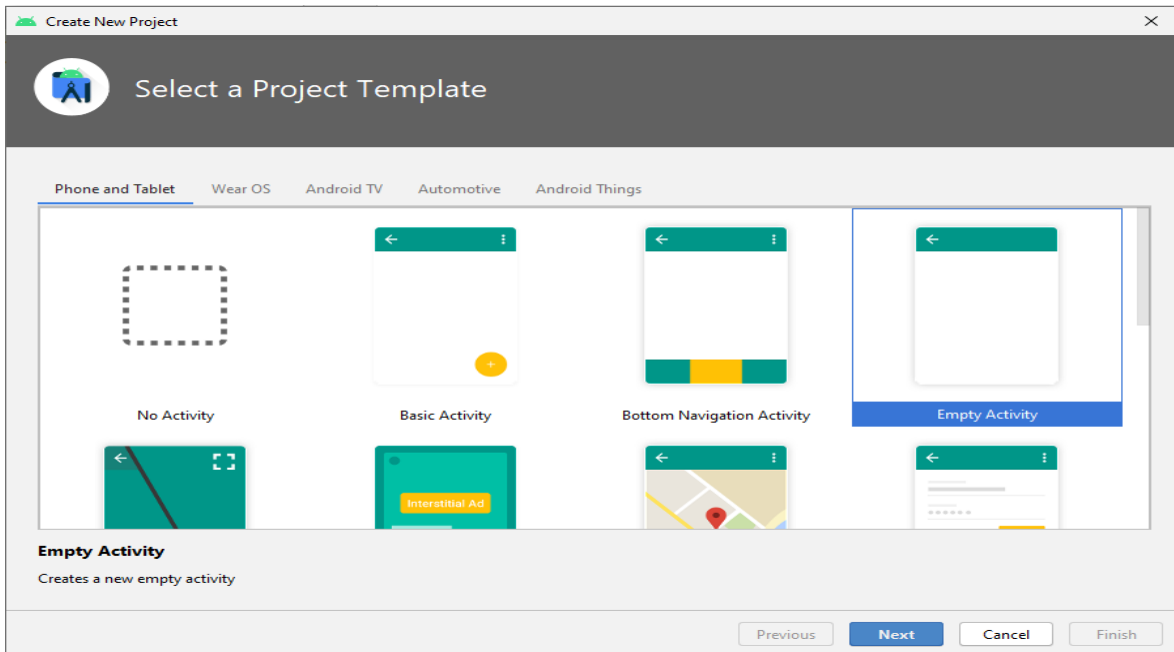 Create New Project
Select a Project Template
Phone and Tablet Wear OS Android TV Automotive Android Things
No Activity Basic Activity Bottom Navigation Activity Empty Activity
Interstitial Ad
Empty Activity
Creates a new empty activity
Previous Next Cancel Finish